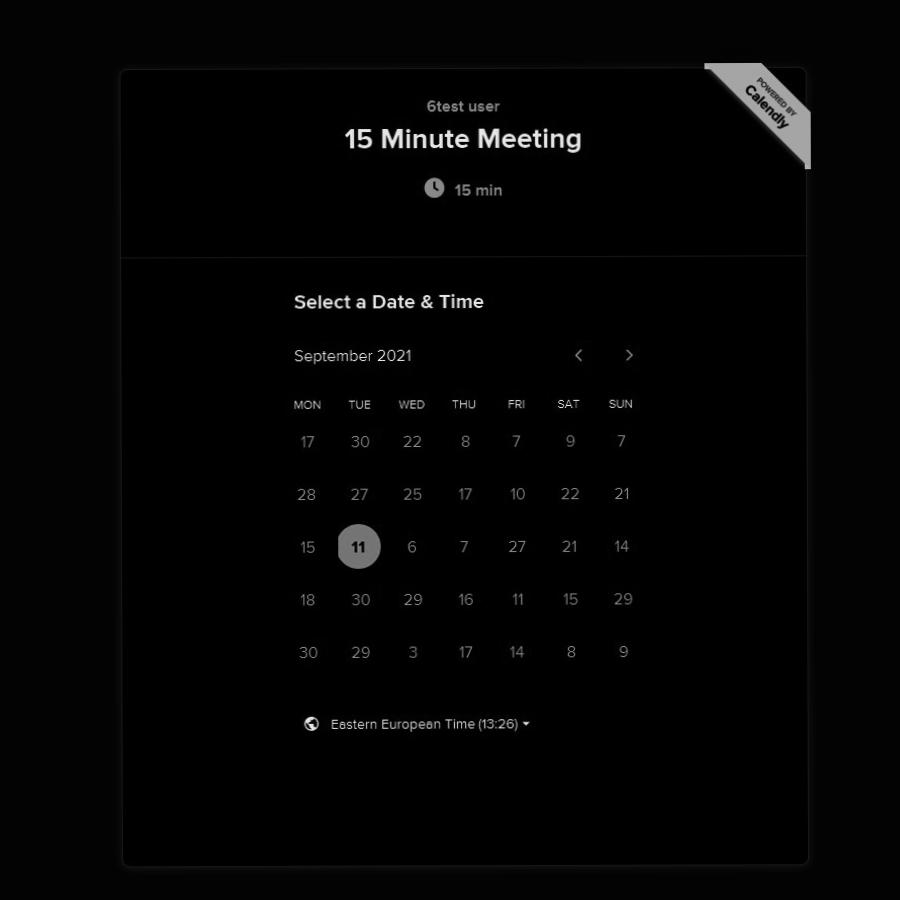 POWERED BY
Calendly
6test user
15 Minute Meeting
15 min
Select a Date & Time
September 2021
MON TUE WED THU FRI SAT SUN
17 30 22 8 7 9 7
28 27 25 17 10 22 21
15 11 6 7 27 21 14
18 30 29 16 11 15 29
30 29 3 17 14 8 9
Eastern European Time (13:26)